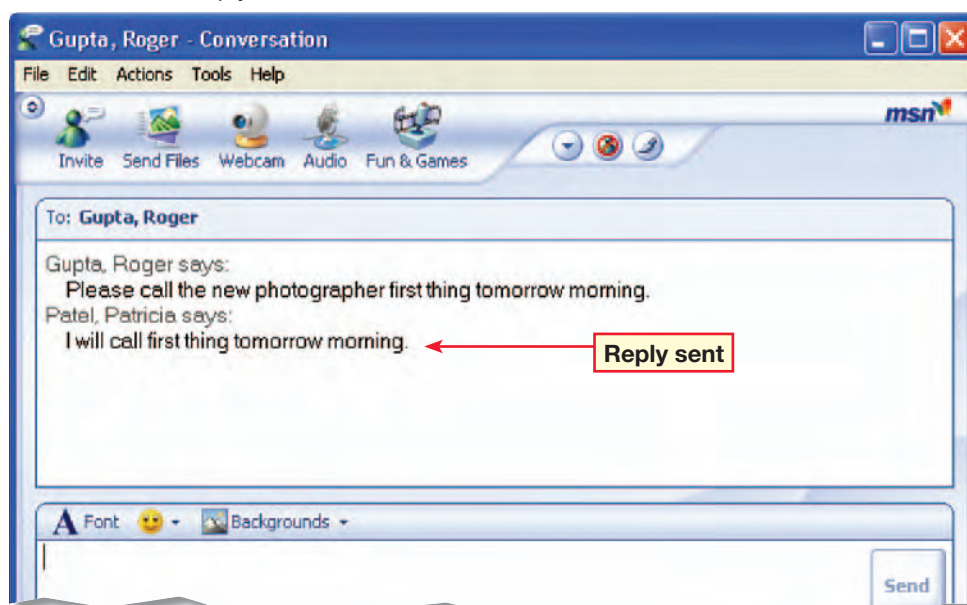 Gupta, Roger - Conversation
File Edit Actions Tools Help
msn
Invite Send Files Webcam Audio Fun & Games
To: Gupta, Roger
Gupta, Roger says:
Please call the new photographer first thing tomorrow morning.
Patel, Patricia says:
I will call first thing tomorrow morning.
Reply sent
A Font Backgrounds
Send